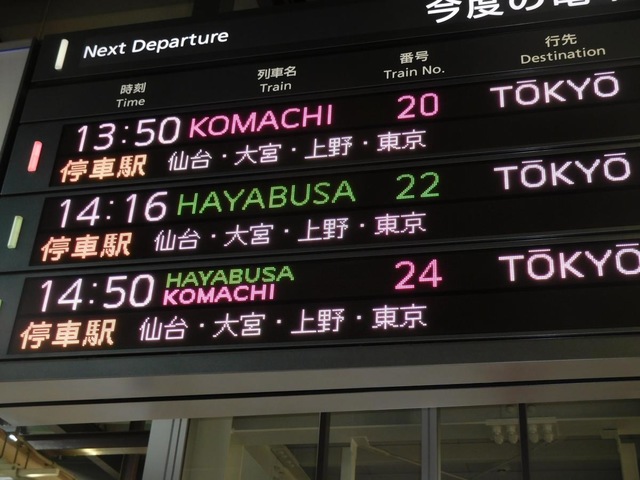 今度の電
Next Departure
時刻 列車名 番号 行先
Time Train Train No. Destination
13:50 KOMACHI 20 TŌKYŌ
停車駅 仙台・大宮・上野・東京
14:16 HAYABUSA 22 TŌKYŌ
停車駅 仙台・大宮・上野・東京
14:50 HAYABUSA KOMACHI 24 TŌKYŌ
停車駅 仙台・大宮・上野・東京